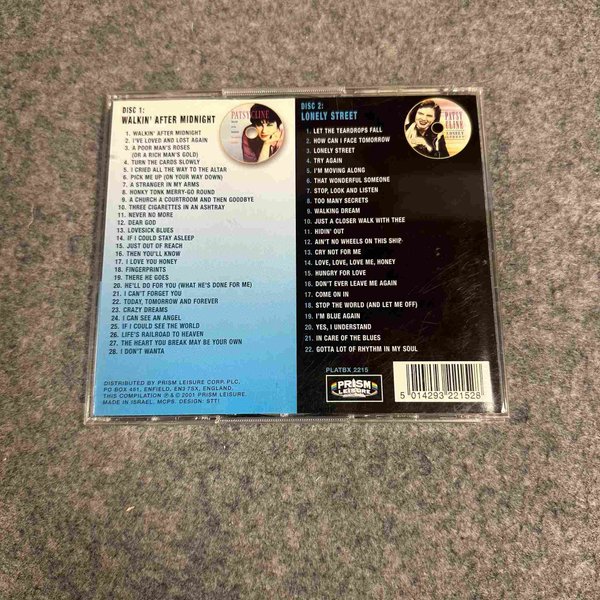 DISC 1:
WALKIN' AFTER MIDNIGHT
PATSY CLINE
1. WALKIN' AFTER MIDNIGHT
2. I'VE LOVED AND LOST AGAIN
3. A POOR MAN'S ROSES
(OR A RICH MAN'S GOLD)
4. TURN THE CARDS SLOWLY
5. I CRIED ALL THE WAY TO THE ALTAR
6. PICK ME UP (ON YOUR WAY DOWN)
7. A STRANGER IN MY ARMS
8. HONKY TONK MERRY-GO ROUND
9. A CHURCH A COURTROOM AND THEN GOODBYE
10. THREE CIGARETTES IN AN ASHTRAY
11. NEVER NO MORE
12. DEAR GOD
13. LOVESICK BLUES
14. IF I COULD STAY ASLEEP
15. JUST OUT OF REACH
16. THEN YOU'LL KNOW
17. I LOVE YOU HONEY
18. FINGERPRINTS
19. THERE HE GOES
20. HE'LL DO FOR YOU (WHAT HE'S DONE FOR ME)
21. I CAN'T FORGET YOU
22. TODAY, TOMORROW AND FOREVER
23. CRAZY DREAMS
24. I CAN SEE AN ANGEL
25. IF I COULD SEE THE WORLD
26. LIFE'S RAILROAD TO HEAVEN
27. THE HEART YOU BREAK MAY BE YOUR OWN
28. I DON'T WANTA
DISTRIBUTED BY PRISM LEISURE CORP. PLC,
PO BOX 451, ENFIELD, EN3 7SX, ENGLAND.
THIS COMPILATION ℗ & © 2001 PRISM LEISURE.
MADE IN ISRAEL. MCPS. DESIGN: STT!
DISC 2:
LONELY STREET
PATSY
CLINE
LONELY
STREET
1. LET THE TEARDROPS FALL
2. HOW CAN I FACE TOMORROW
3. LONELY STREET
4. TRY AGAIN
5. I'M MOVING ALONG
6. THAT WONDERFUL SOMEONE
7. STOP, LOOK AND LISTEN
8. TOO MANY SECRETS
9. WALKING DREAM
10. JUST A CLOSER WALK WITH THEE
11. HIDIN' OUT
12. AIN'T NO WHEELS ON THIS SHIP
13. CRY NOT FOR ME
14. LOVE, LOVE, LOVE ME, HONEY
15. HUNGRY FOR LOVE
16. DON'T EVER LEAVE ME AGAIN
17. COME ON IN
18. STOP THE WORLD (AND LET ME OFF)
19. I'M BLUE AGAIN
20. YES, I UNDERSTAND
21. IN CARE OF THE BLUES
22. GOTTA LOT OF RHYTHM IN MY SOUL
PLATBX 2215
PRISM
LEISURE
5 014293 221528